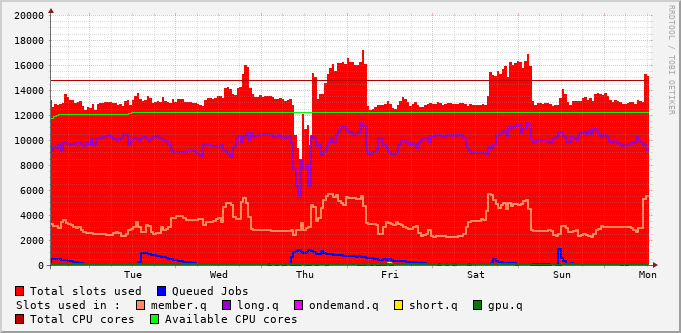 20000
18000
16000
14000
12000
10000
8000
6000
4000
2000
0
Tue Wed Thu Fri Sat Sun Mon
RRDTOOL / TOBI OETIKER
Total slots used Queued Jobs
Slots used in : member.q long.q ondemand.q short.q gpu.q
Total CPU cores Available CPU cores